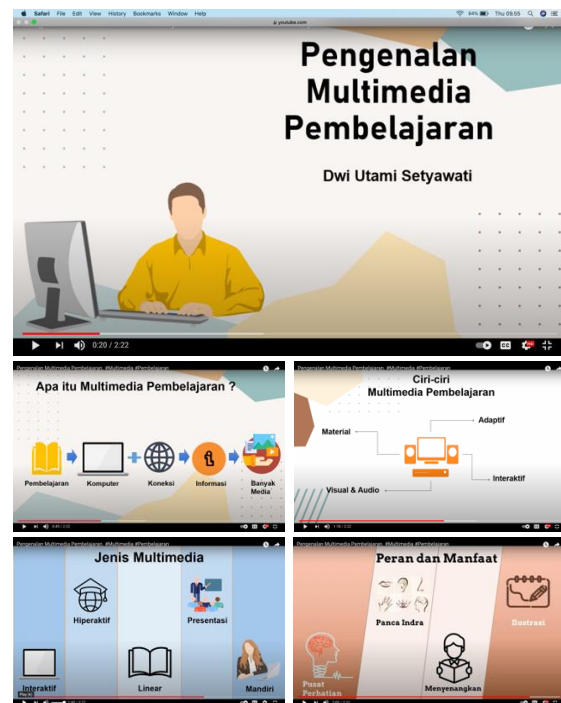 Safari File Edit View History Bookmarks Window Help
94% Thu 09.55
youtube.com
Pengenalan
Multimedia
Pembelajaran
Dwi Utami Setyawati
0:20 / 2:22
CC
Pengenalan Multimedia Pembelajaran. #Multimedia #Pembelajaran
Apa itu Multimedia Pembelajaran ?
Pembelajaran
Komputer
Koneksi
Informasi
Banyak
Media
Pengenalan Multimedia Pembelajaran. #Multimedia #Pembelajaran
Ciri-ciri
Multimedia Pembelajaran
Adaptif
Material
Interaktif
Visual & Audio
Pengenalan Multimedia Pembelajaran. #Multimedia #Pembelajaran
Jenis Multimedia
Hiperaktif
Presentasi
Interaktif
Linear
Mandiri
Pengenalan Multimedia Pembelajaran. #Multimedia #Pembelajaran
Peran dan Manfaat
Panca Indra
Ilustrasi
Pusat
Perhatian
Menyenangkan